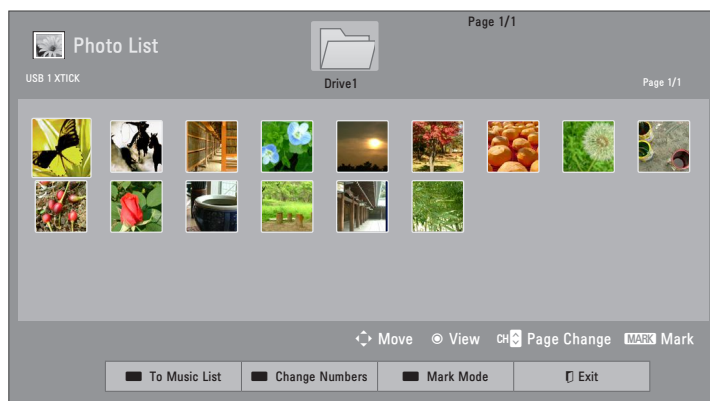 Page 1/1
Photo List
USB 1 XTICK
Drive1
Page 1/1
Move View CH Page Change MARK Mark
To Music List Change Numbers Mark Mode Exit